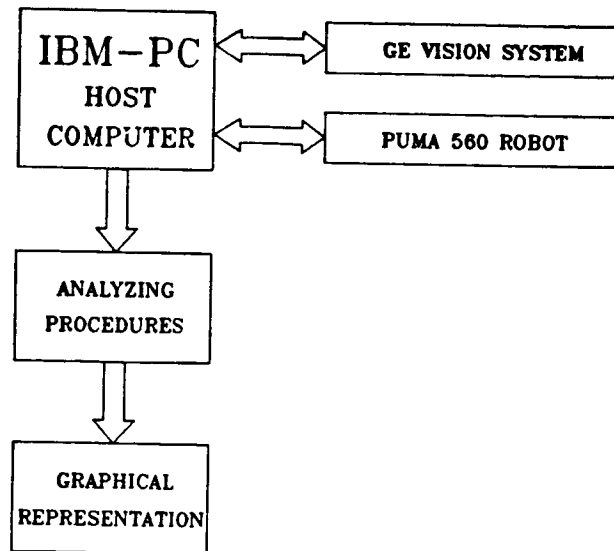 IBM-PC
HOST
COMPUTER
GE VISION SYSTEM
PUMA 560 ROBOT
ANALYZING
PROCEDURES
GRAPHICAL
REPRESENTATION